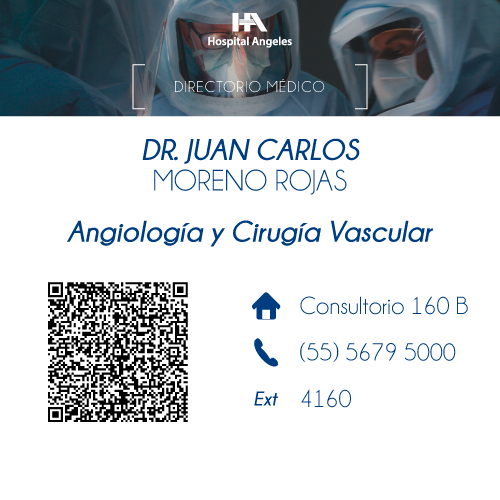 HA
Hospital Angeles
DIRECTORIO MÉDICO
DR. JUAN CARLOS
MORENO ROJAS
Angiología y Cirugía Vascular
Consultorio 160 B
(55) 5679 5000
Ext 4160